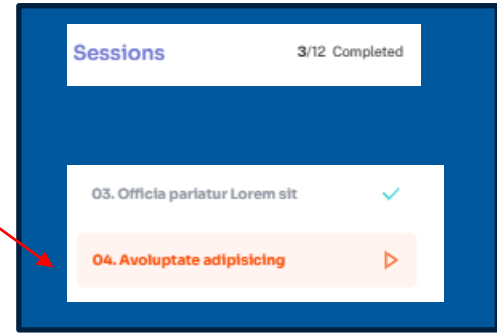 Sessions 3/12 Completed
03. Officia pariatur Lorem sit
04. Avoluptate adipisicing